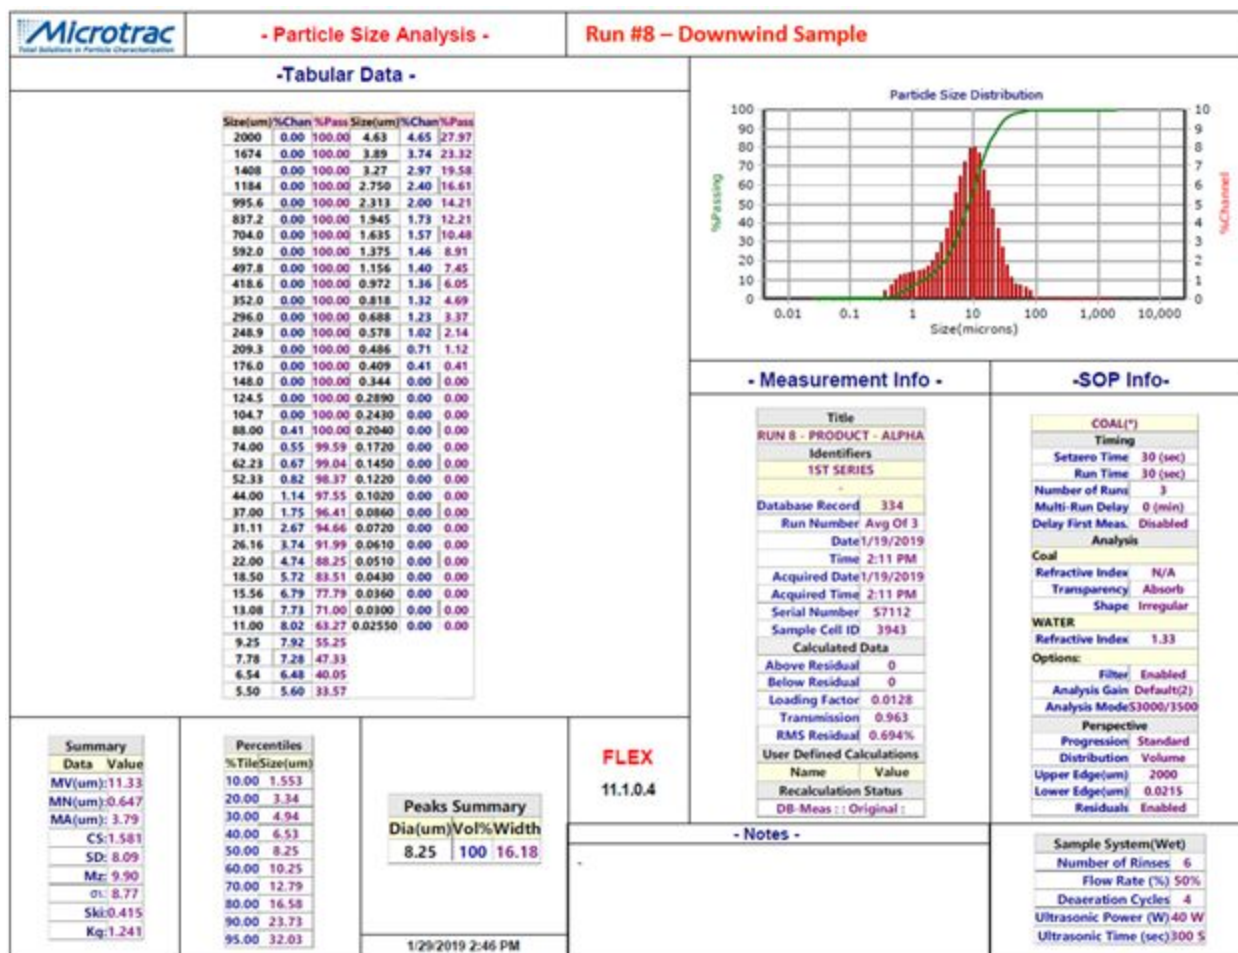 Microtrac
Total Solutions in Particle Characterization
- Particle Size Analysis -
Run #8 – Downwind Sample
-Tabular Data -
Size(um) %Chan %Pass Size(um) %Chan %Pass
2000 0.00 100.00 4.63 4.65 27.97
1674 0.00 100.00 3.89 3.74 23.32
1408 0.00 100.00 3.27 2.97 19.58
1184 0.00 100.00 2.750 2.40 16.61
995.6 0.00 100.00 2.313 2.00 14.21
837.2 0.00 100.00 1.945 1.73 12.21
704.0 0.00 100.00 1.635 1.57 10.48
592.0 0.00 100.00 1.375 1.46 8.91
497.8 0.00 100.00 1.156 1.40 7.45
418.6 0.00 100.00 0.972 1.36 6.05
352.0 0.00 100.00 0.818 1.32 4.69
296.0 0.00 100.00 0.688 1.23 3.37
248.9 0.00 100.00 0.578 1.02 2.14
209.3 0.00 100.00 0.486 0.71 1.12
176.0 0.00 100.00 0.409 0.41 0.41
148.0 0.00 100.00 0.344 0.00 0.00
124.5 0.00 100.00 0.2890 0.00 0.00
104.7 0.00 100.00 0.2430 0.00 0.00
88.00 0.41 100.00 0.2040 0.00 0.00
74.00 0.55 99.59 0.1720 0.00 0.00
62.23 0.67 99.04 0.1450 0.00 0.00
52.33 0.82 98.37 0.1220 0.00 0.00
44.00 1.14 97.55 0.1020 0.00 0.00
37.00 1.75 96.41 0.0860 0.00 0.00
31.11 2.67 94.66 0.0720 0.00 0.00
26.16 3.74 91.99 0.0610 0.00 0.00
22.00 4.74 88.25 0.0510 0.00 0.00
18.50 5.72 83.51 0.0430 0.00 0.00
15.56 6.79 77.79 0.0360 0.00 0.00
13.08 7.73 71.00 0.0300 0.00 0.00
11.00 8.02 63.27 0.02550 0.00 0.00
9.25 7.92 55.25
7.78 7.28 47.33
6.54 6.48 40.05
5.50 5.60 33.57
Particle Size Distribution
100 10
90 9
80 8
70 7
60 6
50 5
40 4
30 3
20 2
10 1
0 0
%Passing
%Channel
0.01 0.1 1 10 100 1,000 10,000
Size(microns)
- Measurement Info -
Title
RUN 8 - PRODUCT - ALPHA
Identifiers
1ST SERIES
-
Database Record 334
Run Number Avg Of 3
Date 1/19/2019
Time 2:11 PM
Acquired Date 1/19/2019
Acquired Time 2:11 PM
Serial Number S7112
Sample Cell ID 3943
Calculated Data
Above Residual 0
Below Residual 0
Loading Factor 0.0128
Transmission 0.963
RMS Residual 0.694%
User Defined Calculations
Name Value
Recalculation Status
DB-Meas : : Original :
-SOP Info-
COAL(*)
Timing
Setzero Time 30 (sec)
Run Time 30 (sec)
Number of Runs 3
Multi-Run Delay 0 (min)
Delay First Meas. Disabled
Analysis
Coal
Refractive Index N/A
Transparency Absorb
Shape Irregular
WATER
Refractive Index 1.33
Options:
Filter Enabled
Analysis Gain Default(2)
Analysis Mode S3000/3500
Perspective
Progression Standard
Distribution Volume
Upper Edge(um) 2000
Lower Edge(um) 0.0215
Residuals Enabled
Summary
Data Value
MV(um): 11.33
MN(um): 0.647
MA(um): 3.79
CS: 1.581
SD: 8.09
Mz: 9.90
σı: 8.77
Ski: 0.415
Kg: 1.241
Percentiles
%Tile Size(um)
10.00 1.553
20.00 3.34
30.00 4.94
40.00 6.53
50.00 8.25
60.00 10.25
70.00 12.79
80.00 16.58
90.00 23.73
95.00 32.03
Peaks Summary
Dia(um) Vol% Width
8.25 100 16.18
1/29/2019 2:46 PM
FLEX
11.1.0.4
- Notes -
-
Sample System(Wet)
Number of Rinses 6
Flow Rate (%) 50%
Deaeration Cycles 4
Ultrasonic Power (W) 40 W
Ultrasonic Time (sec) 300 S